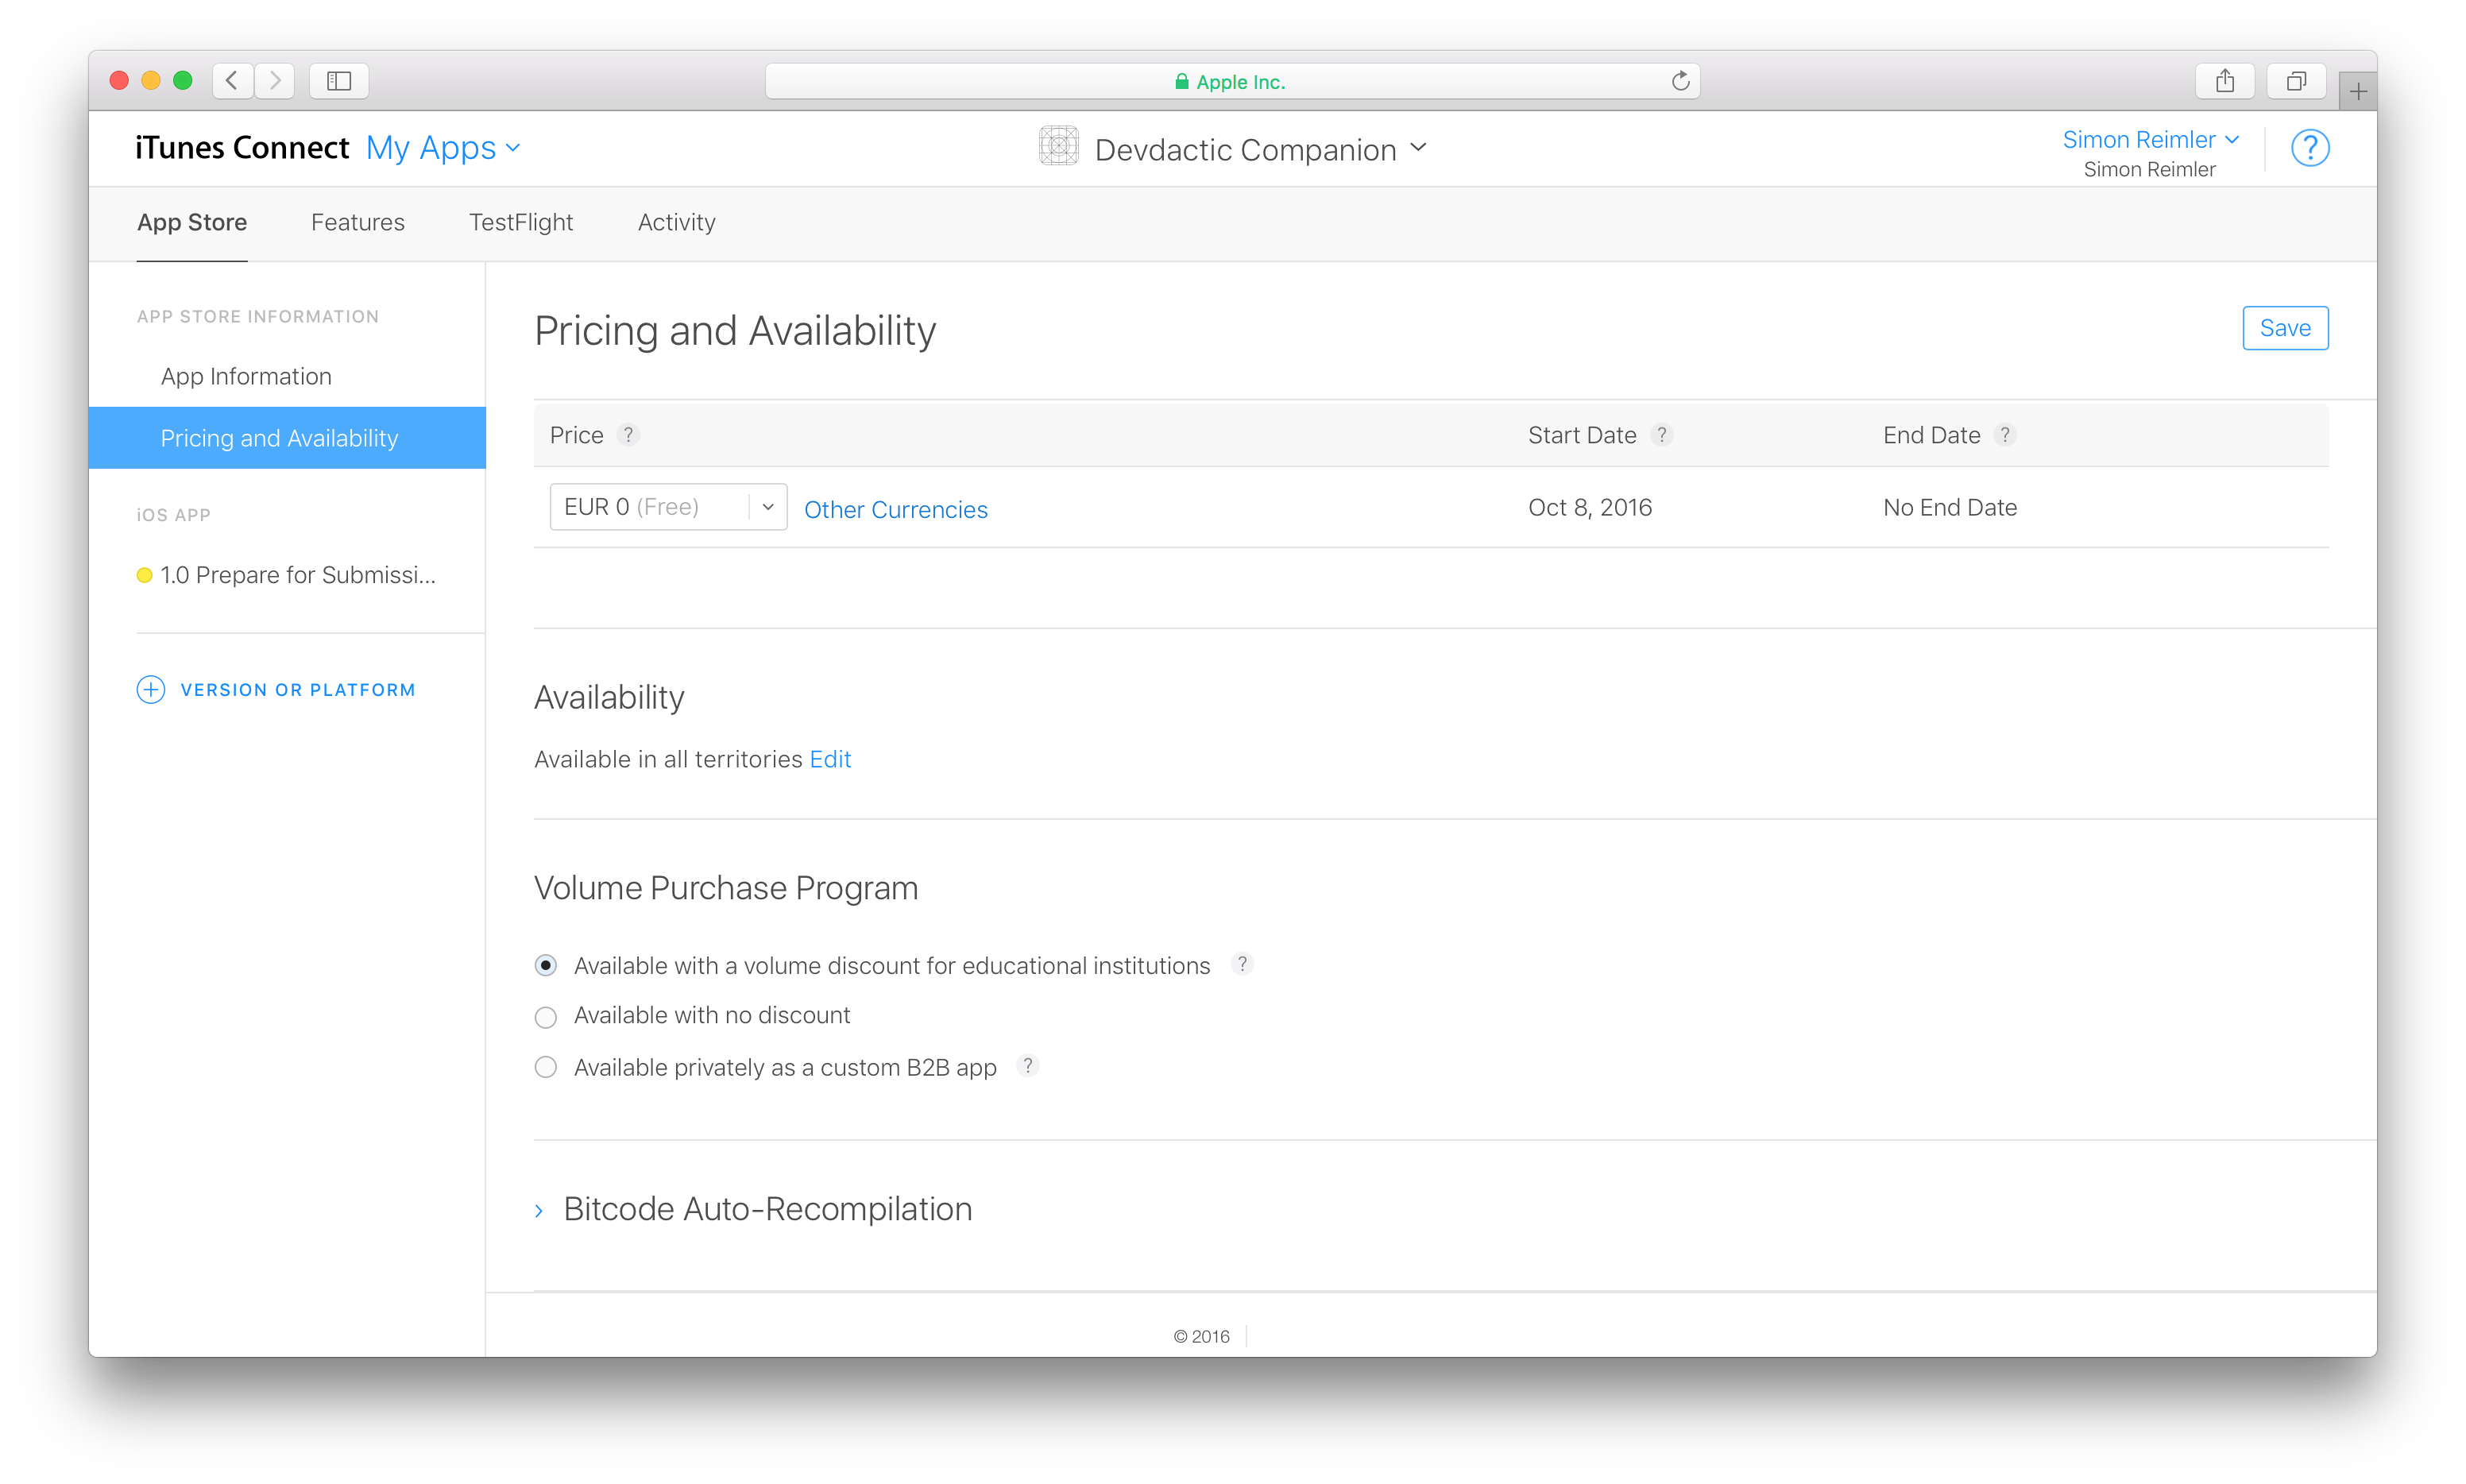 Apple Inc.
iTunes Connect My Apps
Devdactic Companion
Simon Reimler
Simon Reimler
?
App Store Features TestFlight Activity
APP STORE INFORMATION
App Information
Pricing and Availability
iOS APP
1.0 Prepare for Submissi...
VERSION OR PLATFORM
Pricing and Availability
Save
Price ? Start Date ? End Date ?
EUR 0 (Free) Other Currencies Oct 8, 2016 No End Date
Availability
Available in all territories Edit
Volume Purchase Program
Available with a volume discount for educational institutions ?
Available with no discount
Available privately as a custom B2B app ?
Bitcode Auto-Recompilation
© 2016